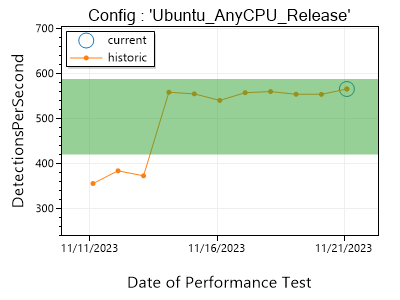 Config : 'Ubuntu_AnyCPU_Release'
current
historic
700
600
500
400
300
DetectionsPerSecond
11/11/2023
11/16/2023
11/21/2023
Date of Performance Test